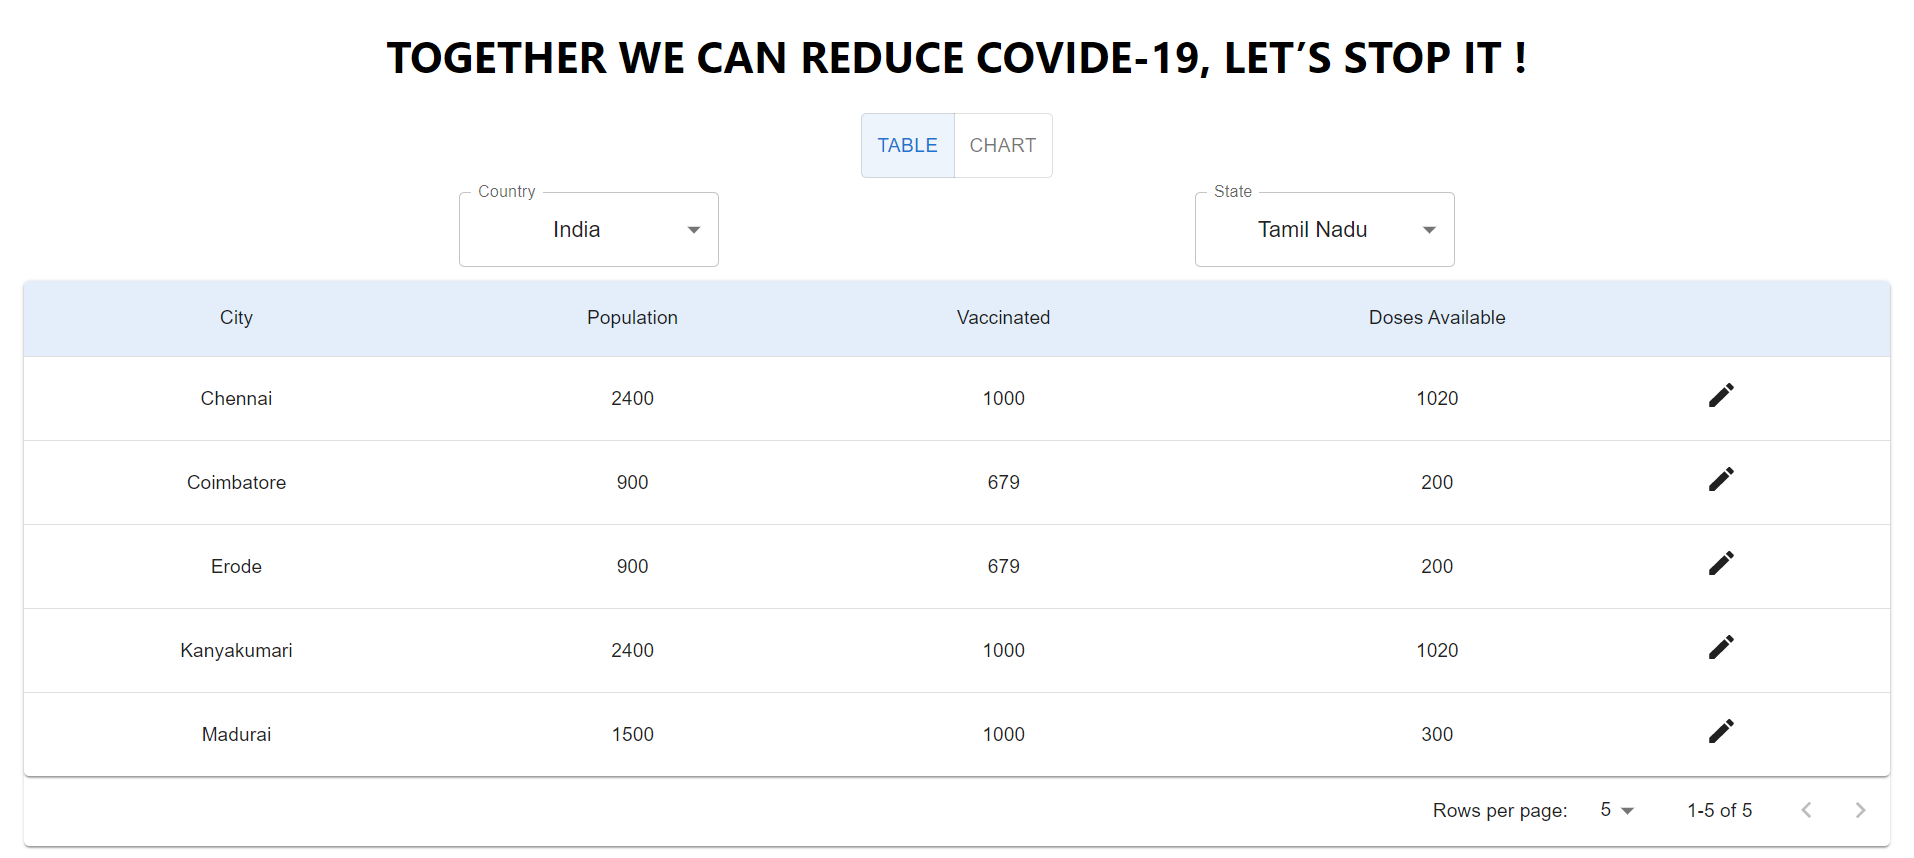 TOGETHER WE CAN REDUCE COVIDE-19, LET’S STOP IT !
TABLE CHART
Country State
India Tamil Nadu
City Population Vaccinated Doses Available
Chennai 2400 1000 1020
Coimbatore 900 679 200
Erode 900 679 200
Kanyakumari 2400 1000 1020
Madurai 1500 1000 300
Rows per page: 5 1-5 of 5